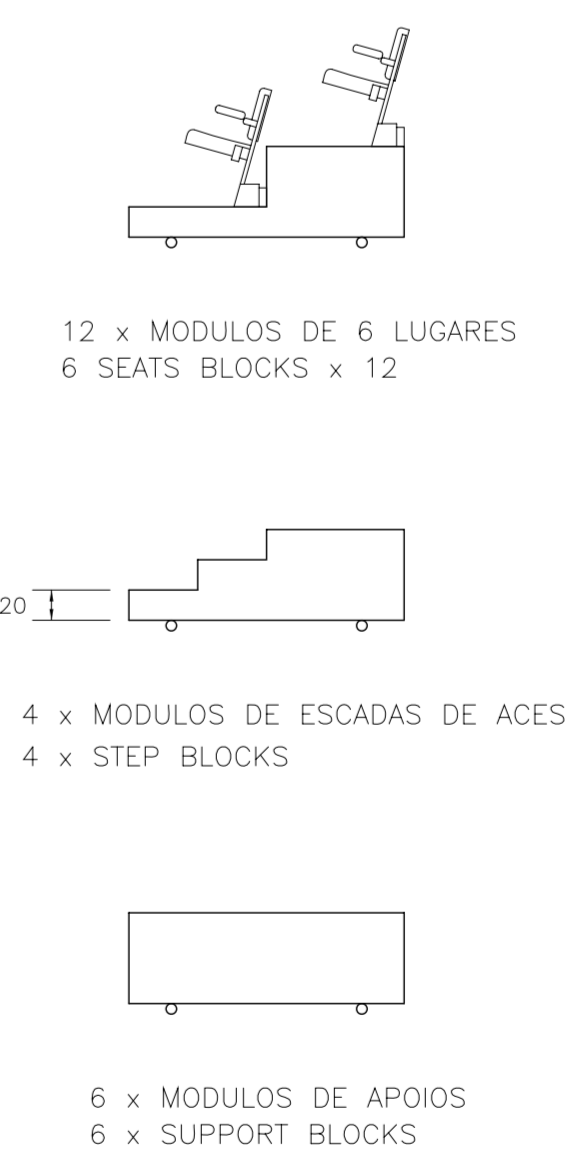 12 x MODULOS DE 6 LUGARES
6 SEATS BLOCKS x 12
20
4 x MODULOS DE ESCADAS DE ACES
4 x STEP BLOCKS
6 x MODULOS DE APOIOS
6 x SUPPORT BLOCKS